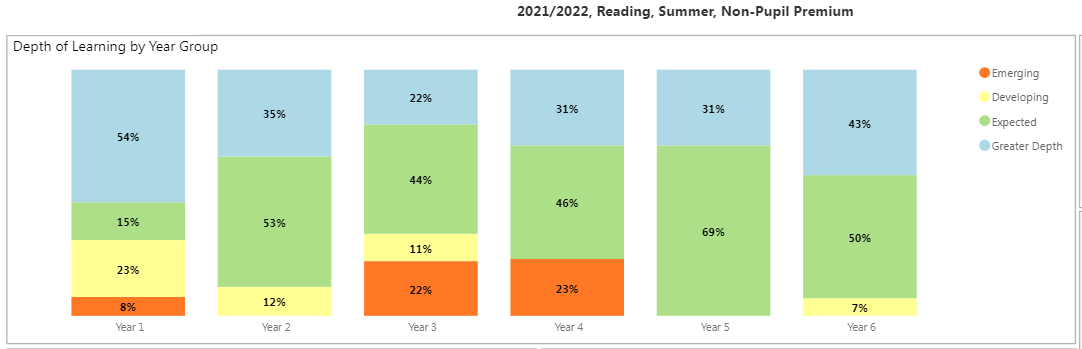 2021/2022, Reading, Summer, Non-Pupil Premium
Depth of Learning by Year Group
54%
15%
23%
8%
35%
53%
12%
22%
44%
11%
22%
31%
46%
23%
31%
69%
43%
50%
7%
Year 1
Year 2
Year 3
Year 4
Year 5
Year 6
Emerging
Developing
Expected
Greater Depth